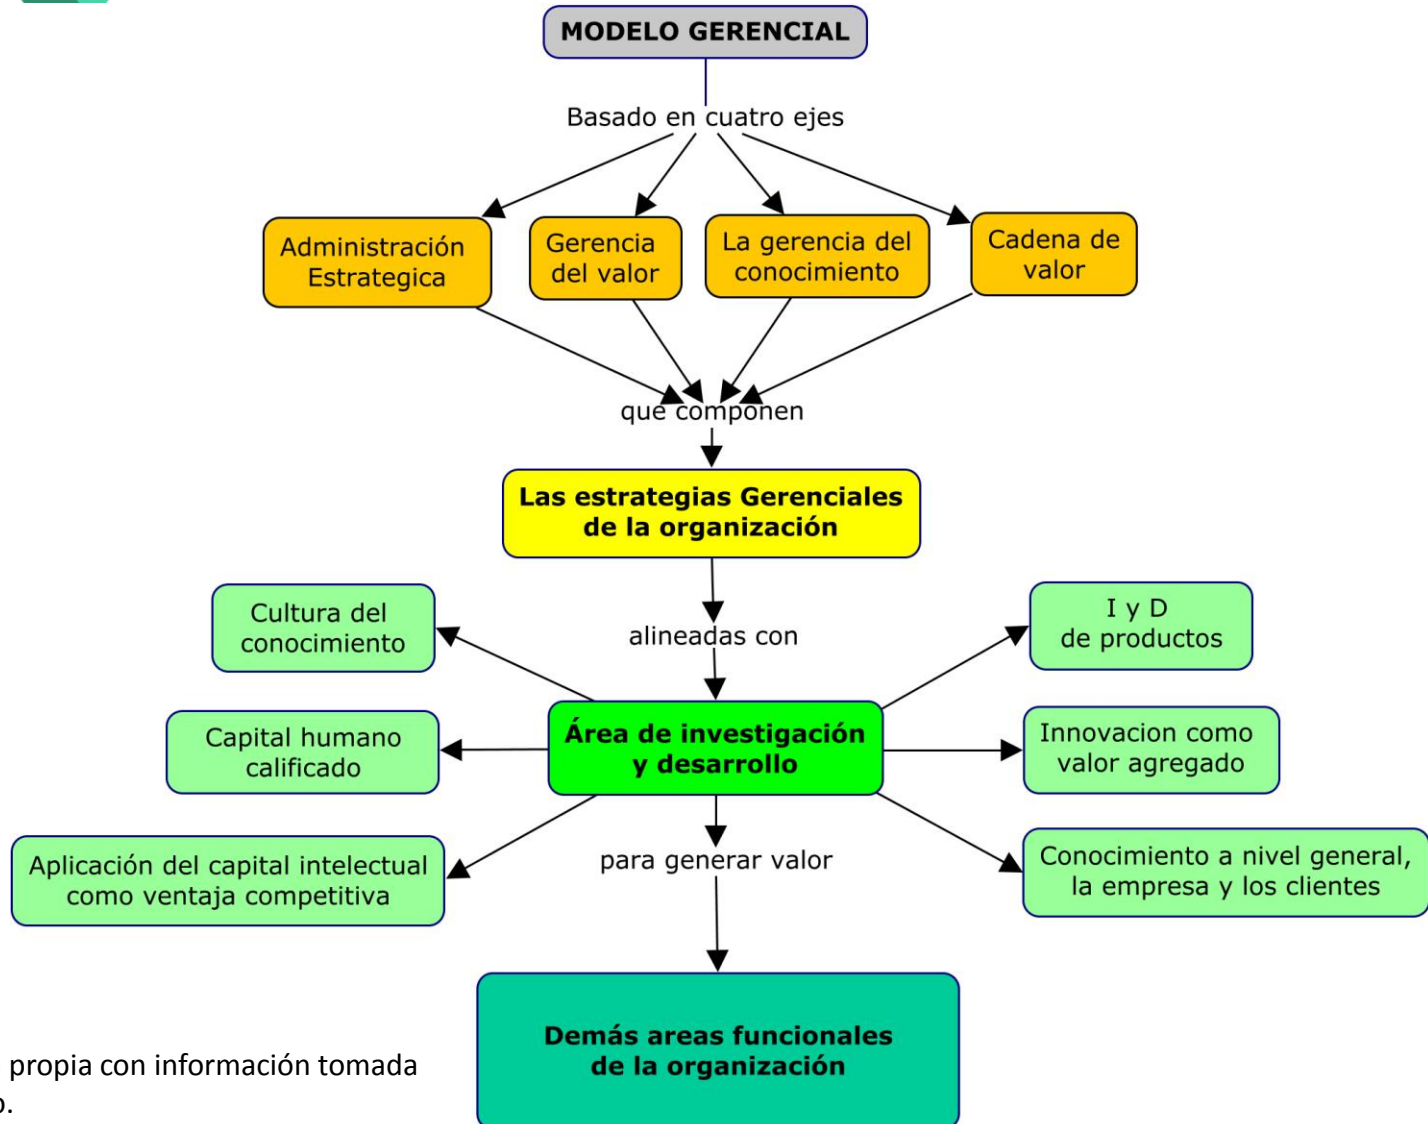 MODELO GERENCIAL
Basado en cuatro ejes
Administración
Estrategica
Gerencia
del valor
La gerencia del
conocimiento
Cadena de
valor
que componen
Las estrategias Gerenciales
de la organización
alineadas con
Cultura del
conocimiento
I y D
de productos
Área de investigación
y desarrollo
Capital humano
calificado
Innovacion como
valor agregado
Aplicación del capital intelectual
como ventaja competitiva
para generar valor
Conocimiento a nivel general,
la empresa y los clientes
Demás areas funcionales
de la organización
propia con información tomada